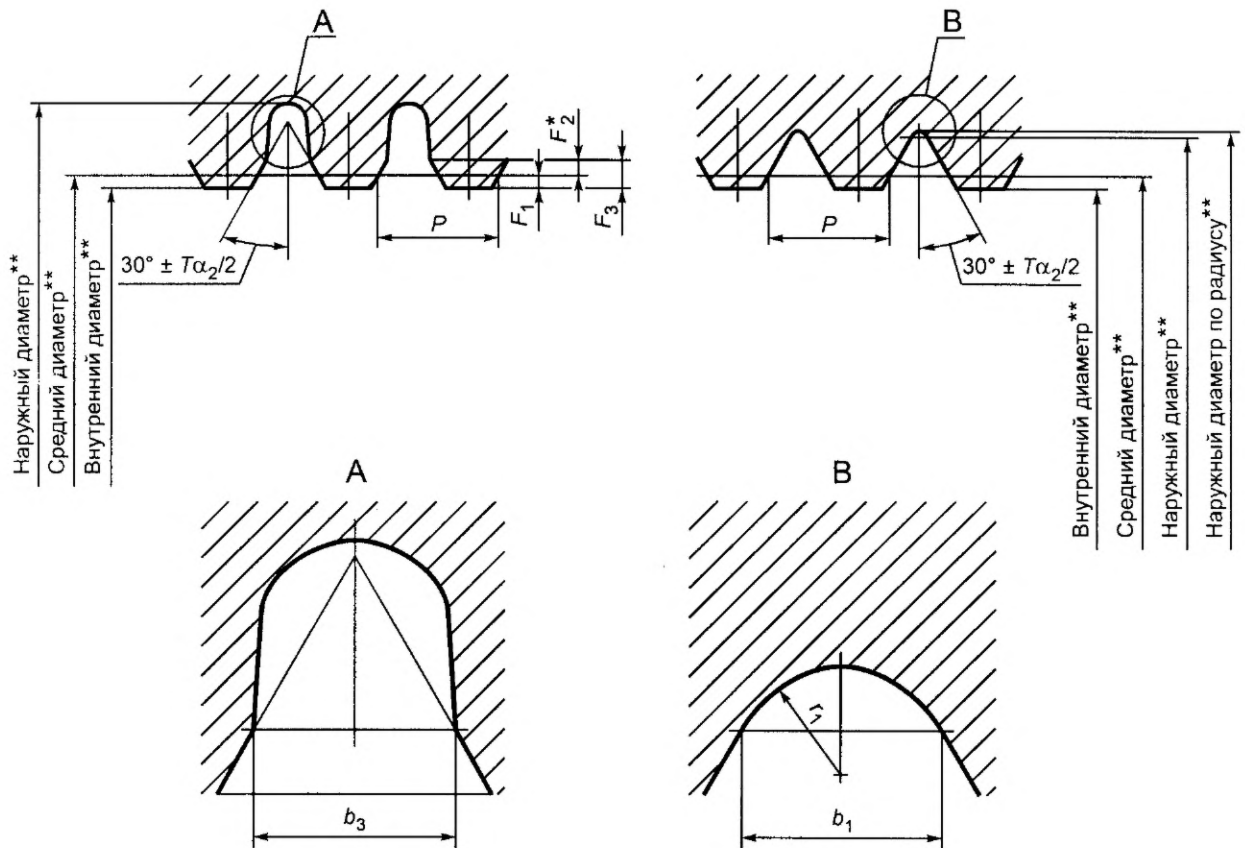 A
B
F₂*
F₁
F₃
P
P
30° ± Tα₂/2
30° ± Tα₂/2
Наружный диаметр**
Средний диаметр**
Внутренний диаметр**
Внутренний диаметр**
Средний диаметр**
Наружный диаметр**
Наружный диаметр по радиусу**
A
B
r₁
b₃
b₁